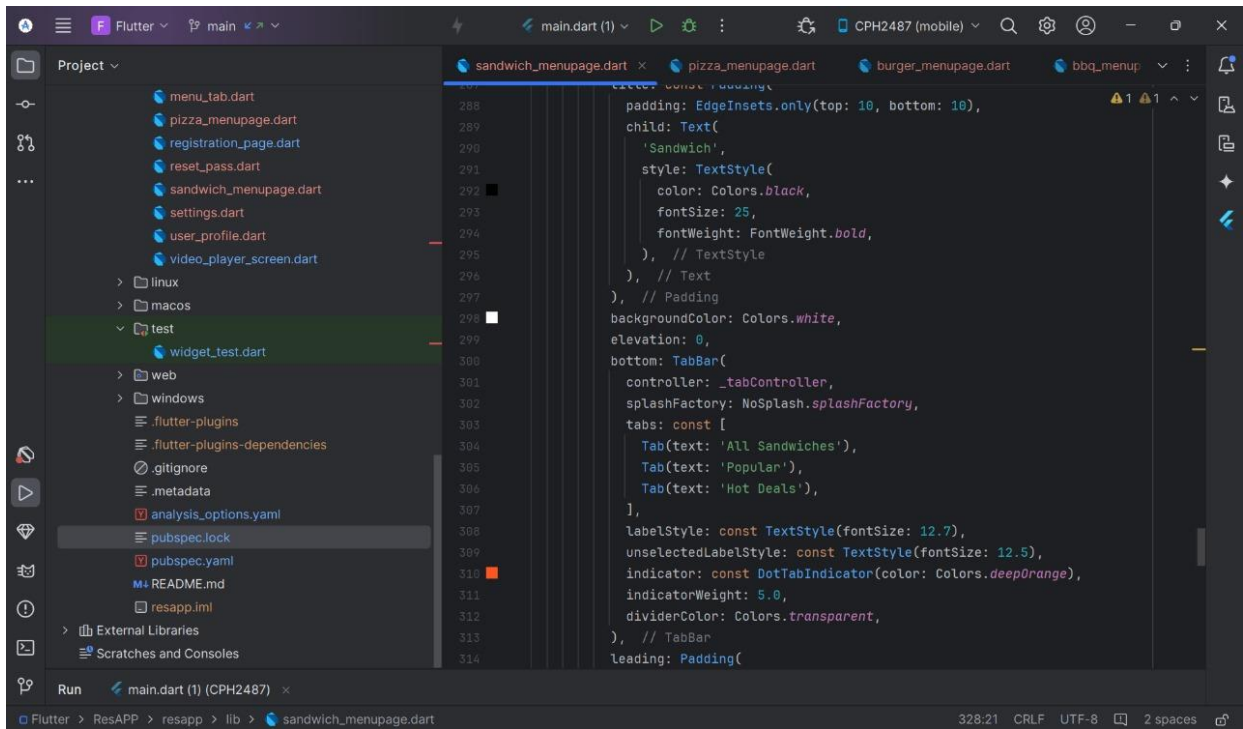 F Flutter main main.dart (1) CPH2487 (mobile)
Project
menu_tab.dart
pizza_menupage.dart
registration_page.dart
reset_pass.dart
sandwich_menupage.dart
settings.dart
user_profile.dart
video_player_screen.dart
linux
macos
test
widget_test.dart
web
windows
.flutter-plugins
.flutter-plugins-dependencies
.gitignore
.metadata
Y analysis_options.yaml
pubspec.lock
Y pubspec.yaml
M↓ README.md
resapp.iml
External Libraries
Scratches and Consoles
sandwich_menupage.dart pizza_menupage.dart burger_menupage.dart bbq_menup
1 1
287 title: const Padding(
288 padding: EdgeInsets.only(top: 10, bottom: 10),
289 child: Text(
290 'Sandwich',
291 style: TextStyle(
292 color: Colors.black,
293 fontSize: 25,
294 fontWeight: FontWeight.bold,
295 ), // TextStyle
296 ), // Text
297 ), // Padding
298 backgroundColor: Colors.white,
299 elevation: 0,
300 bottom: TabBar(
301 controller: _tabController,
302 splashFactory: NoSplash.splashFactory,
303 tabs: const [
304 Tab(text: 'All Sandwiches'),
305 Tab(text: 'Popular'),
306 Tab(text: 'Hot Deals'),
307 ],
308 labelStyle: const TextStyle(fontSize: 12.7),
309 unselectedLabelStyle: const TextStyle(fontSize: 12.5),
310 indicator: const DotTabIndicator(color: Colors.deepOrange),
311 indicatorWeight: 5.0,
312 dividerColor: Colors.transparent,
313 ), // TabBar
314 leading: Padding(
Run main.dart (1) (CPH2487)
Flutter > ResAPP > resapp > lib > sandwich_menupage.dart 328:21 CRLF UTF-8 2 spaces